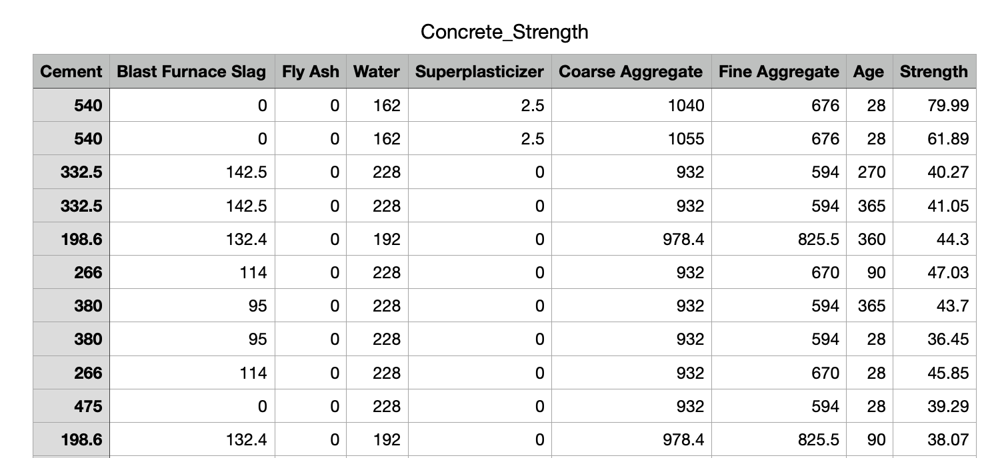 Concrete_Strength
Cement Blast Furnace Slag Fly Ash Water Superplasticizer Coarse Aggregate Fine Aggregate Age Strength
540 0 0 162 2.5 1040 676 28 79.99
540 0 0 162 2.5 1055 676 28 61.89
332.5 142.5 0 228 0 932 594 270 40.27
332.5 142.5 0 228 0 932 594 365 41.05
198.6 132.4 0 192 0 978.4 825.5 360 44.3
266 114 0 228 0 932 670 90 47.03
380 95 0 228 0 932 594 365 43.7
380 95 0 228 0 932 594 28 36.45
266 114 0 228 0 932 670 28 45.85
475 0 0 228 0 932 594 28 39.29
198.6 132.4 0 192 0 978.4 825.5 90 38.07